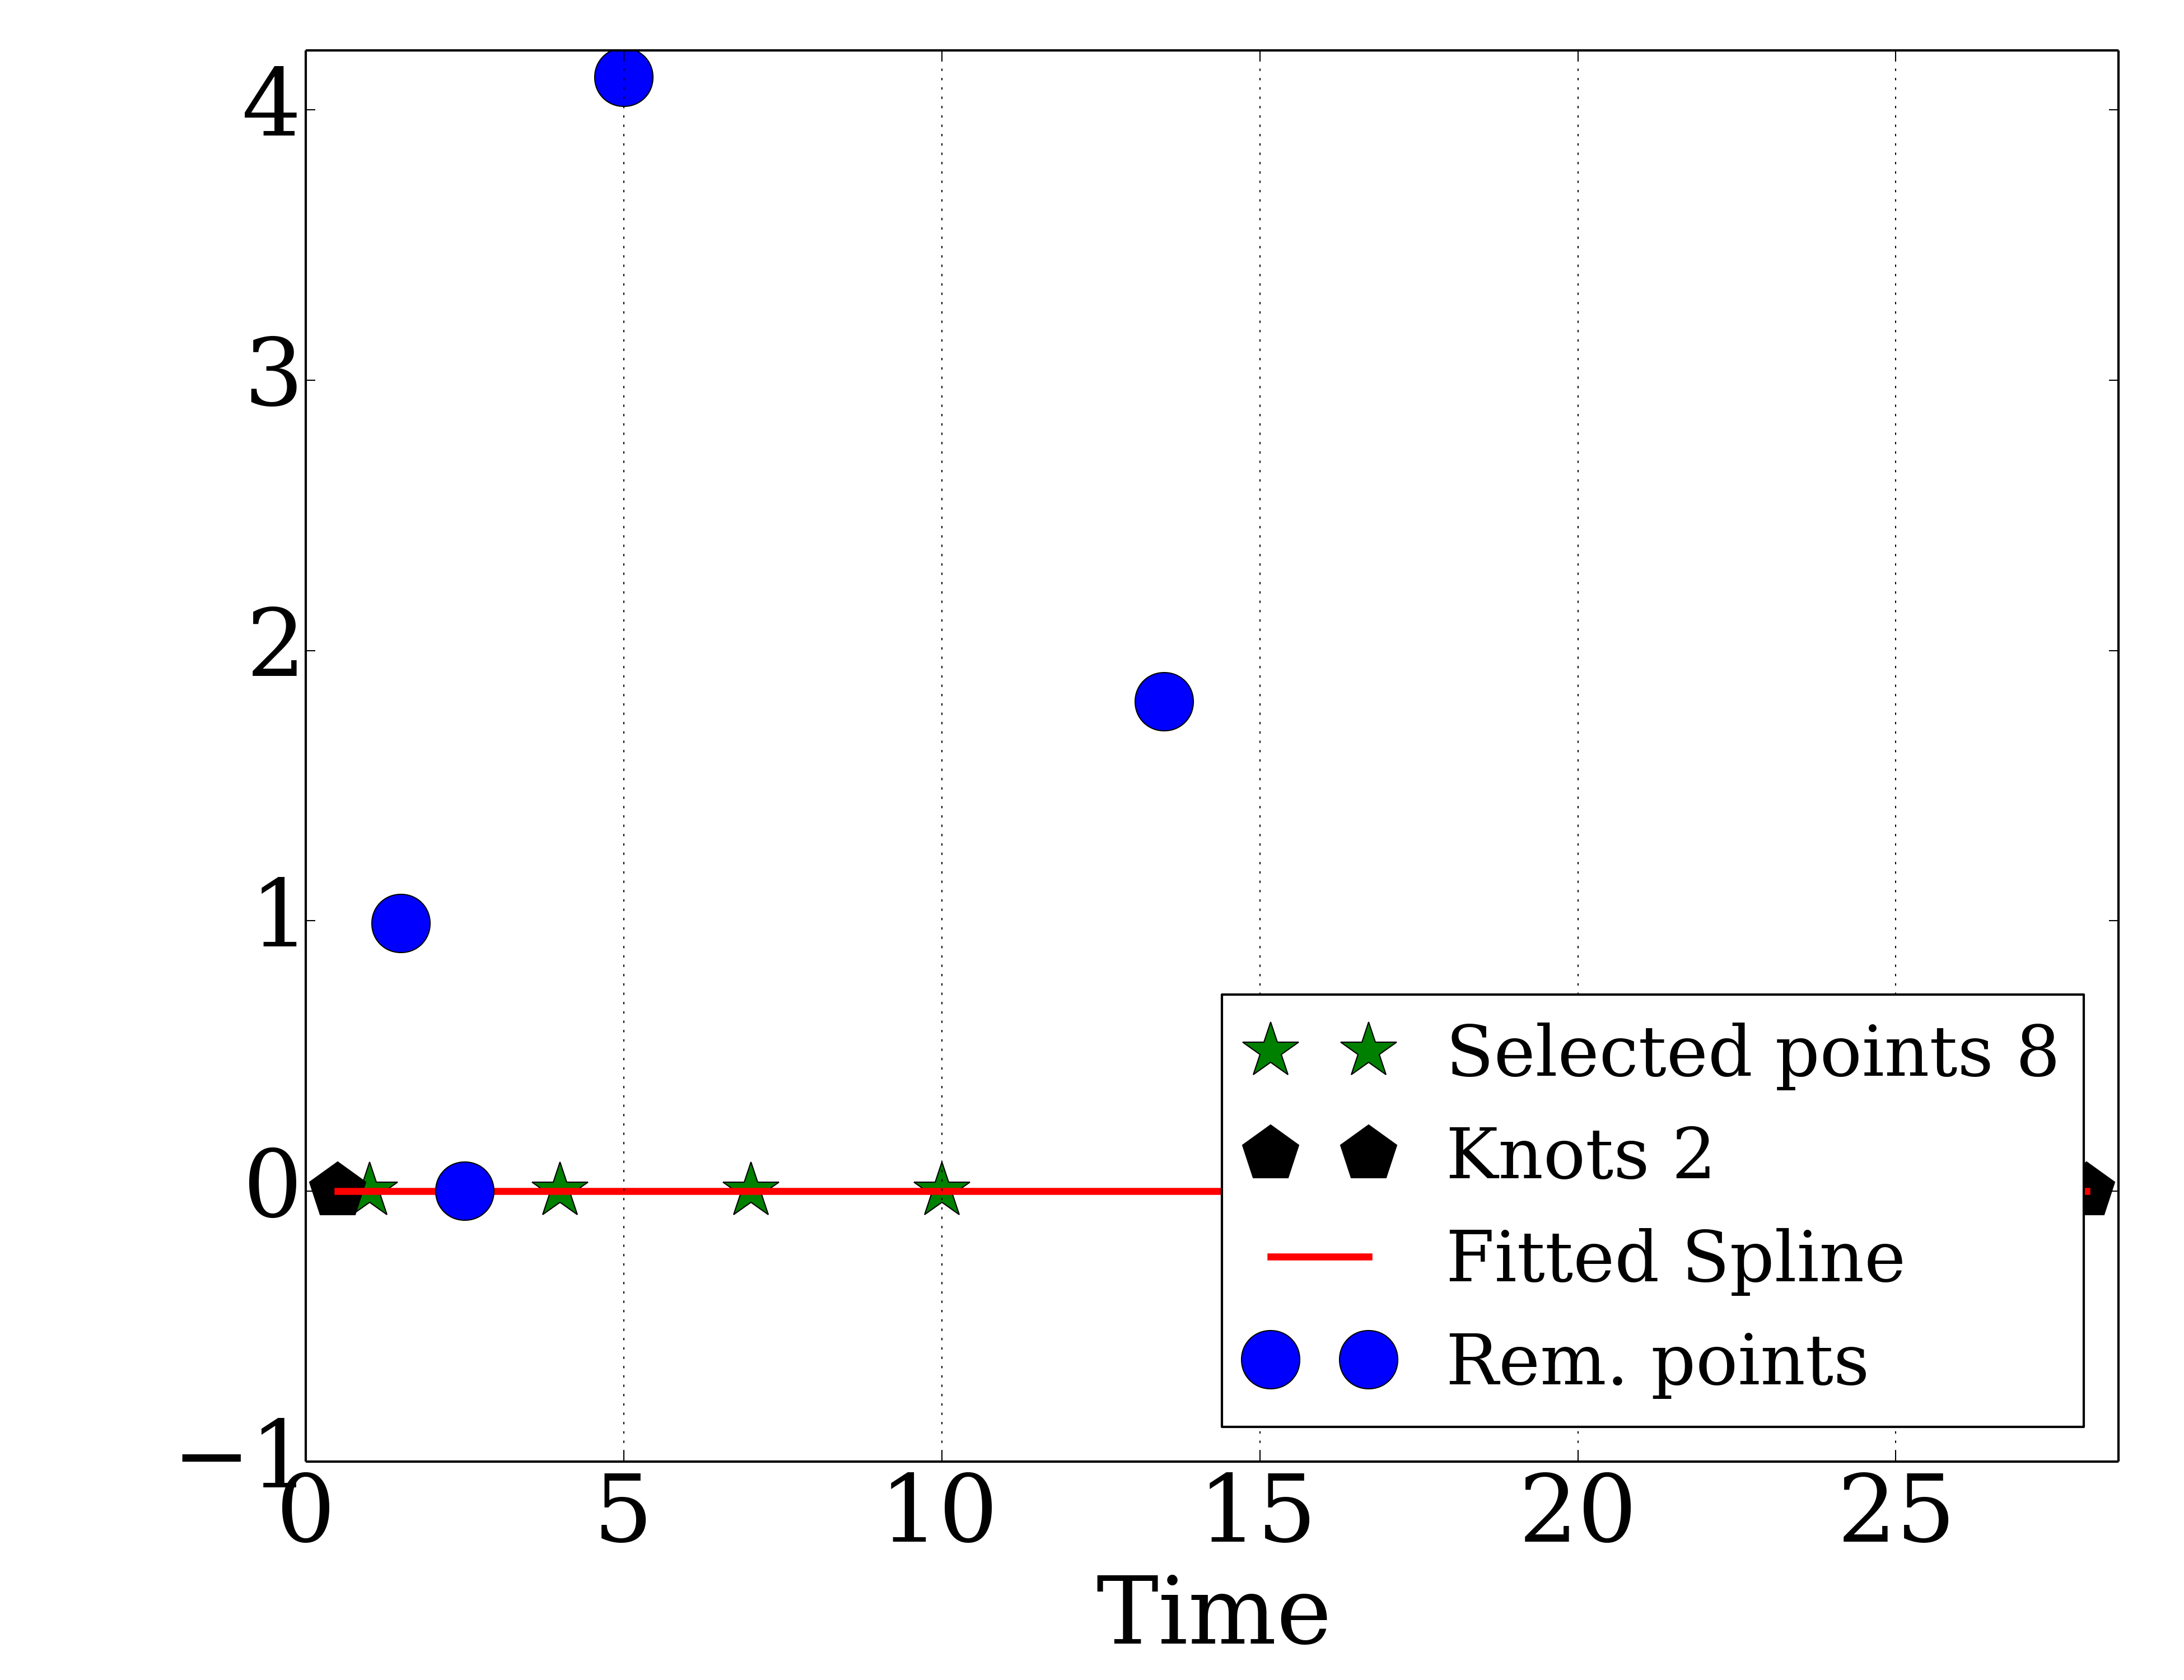 4
3
2
1
0
−1
0 5 10 15 20 25
Time
Selected points 8
Knots 2
Fitted Spline
Rem. points